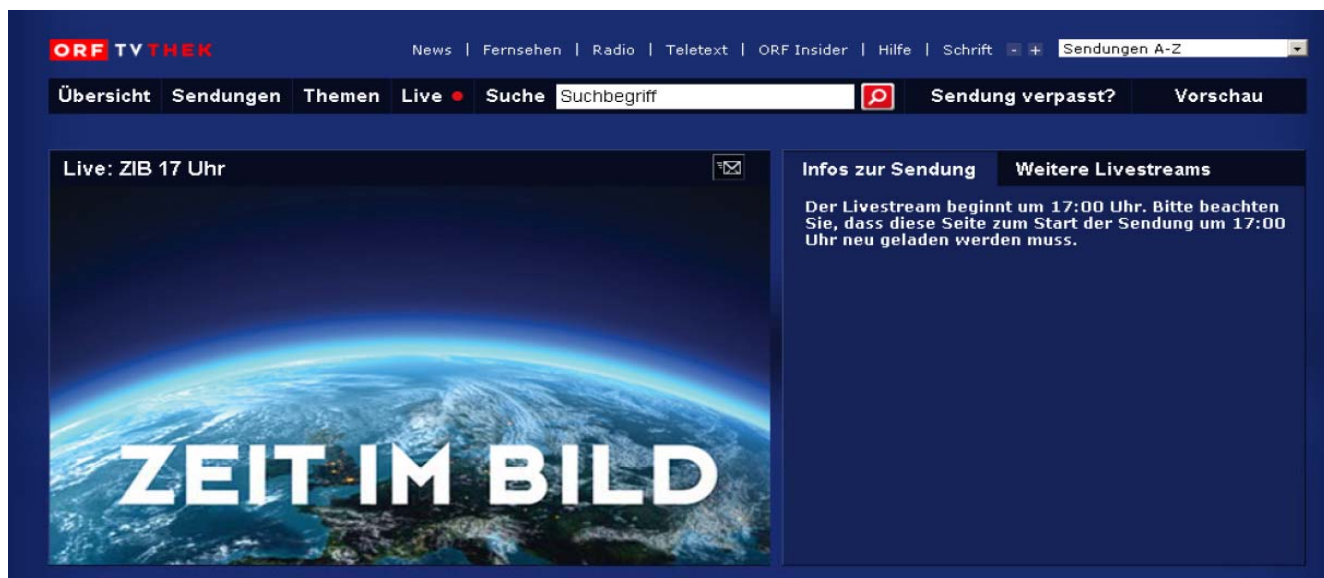 ORF TVTHEK
News | Fernsehen | Radio | Teletext | ORF Insider | Hilfe | Schrift - + Sendungen A-Z
Übersicht Sendungen Themen Live Suche Suchbegriff Sendung verpasst? Vorschau
Live: ZIB 17 Uhr
ZEIT IM BILD
Infos zur Sendung Weitere Livestreams
Der Livestream beginnt um 17:00 Uhr. Bitte beachten
Sie, dass diese Seite zum Start der Sendung um 17:00
Uhr neu geladen werden muss.